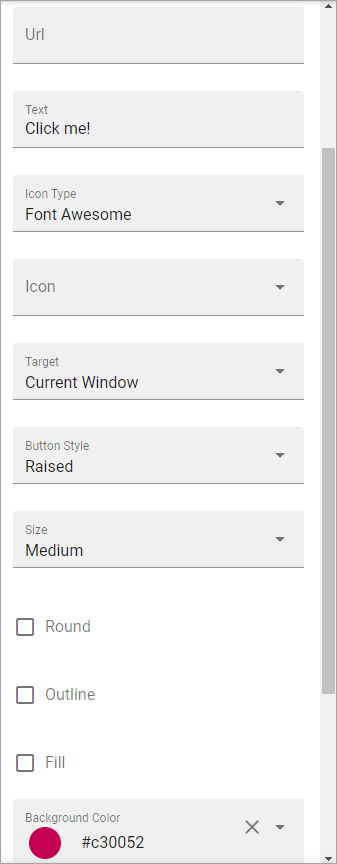 Url
Text
Click me!
Icon Type
Font Awesome
Icon
Target
Current Window
Button Style
Raised
Size
Medium
Round
Outline
Fill
Background Color
#c30052